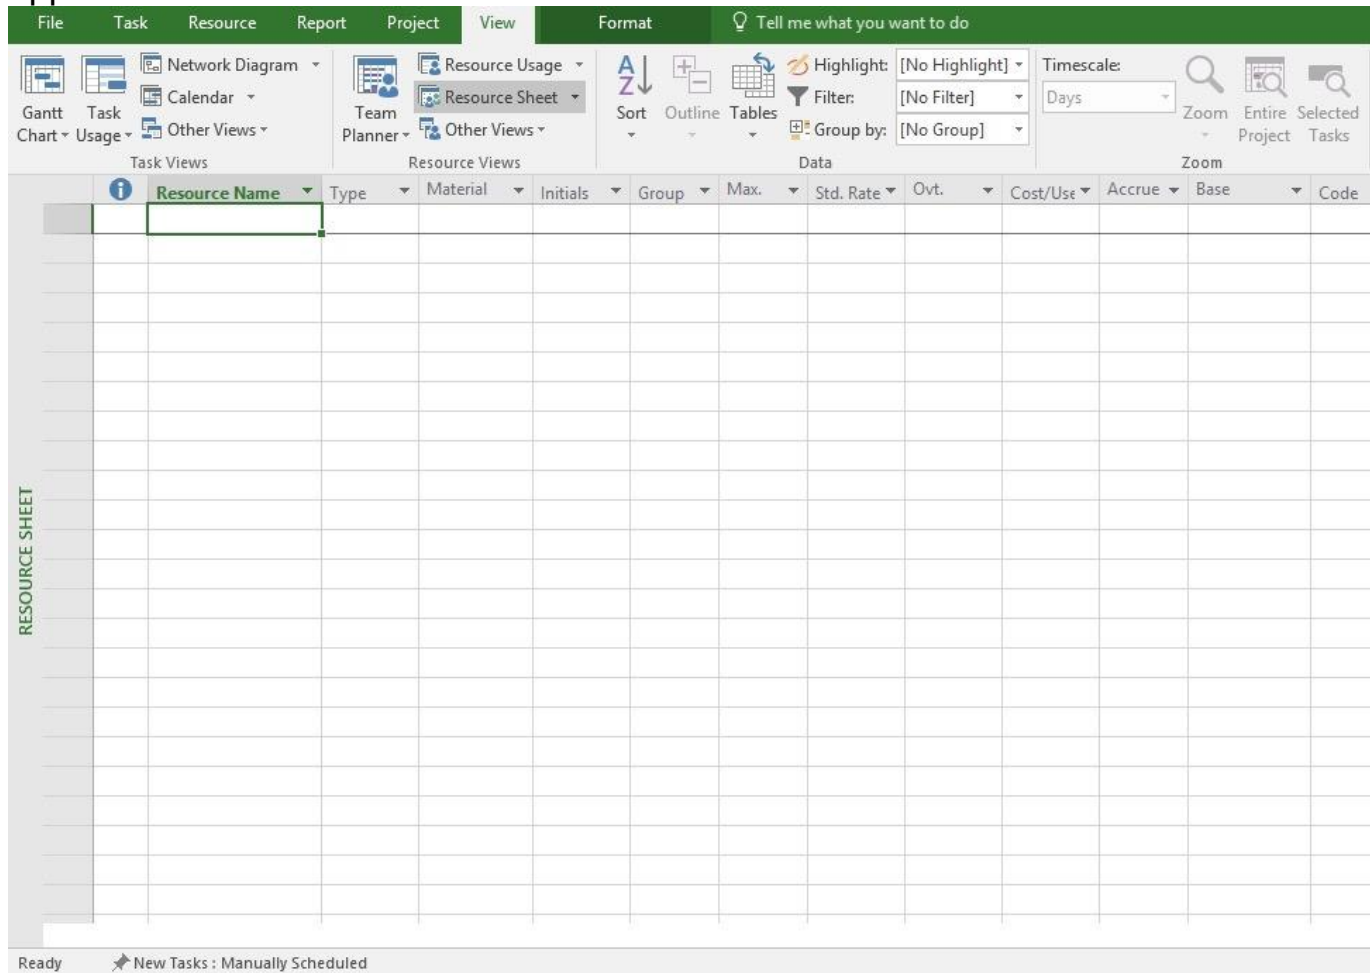 File Task Resource Report Project View Format Tell me what you want to do
Network Diagram Resource Usage Highlight: [No Highlight] Timescale:
Calendar Resource Sheet Filter: [No Filter] Days
Gantt Chart Task Usage Other Views Team Planner Other Views Sort Outline Tables Group by: [No Group] Zoom Entire Project Selected Tasks
Task Views Resource Views Data Zoom
Resource Name Type Material Initials Group Max. Std. Rate Ovt. Cost/Use Accrue Base Code
RESOURCE SHEET
Ready New Tasks : Manually Scheduled